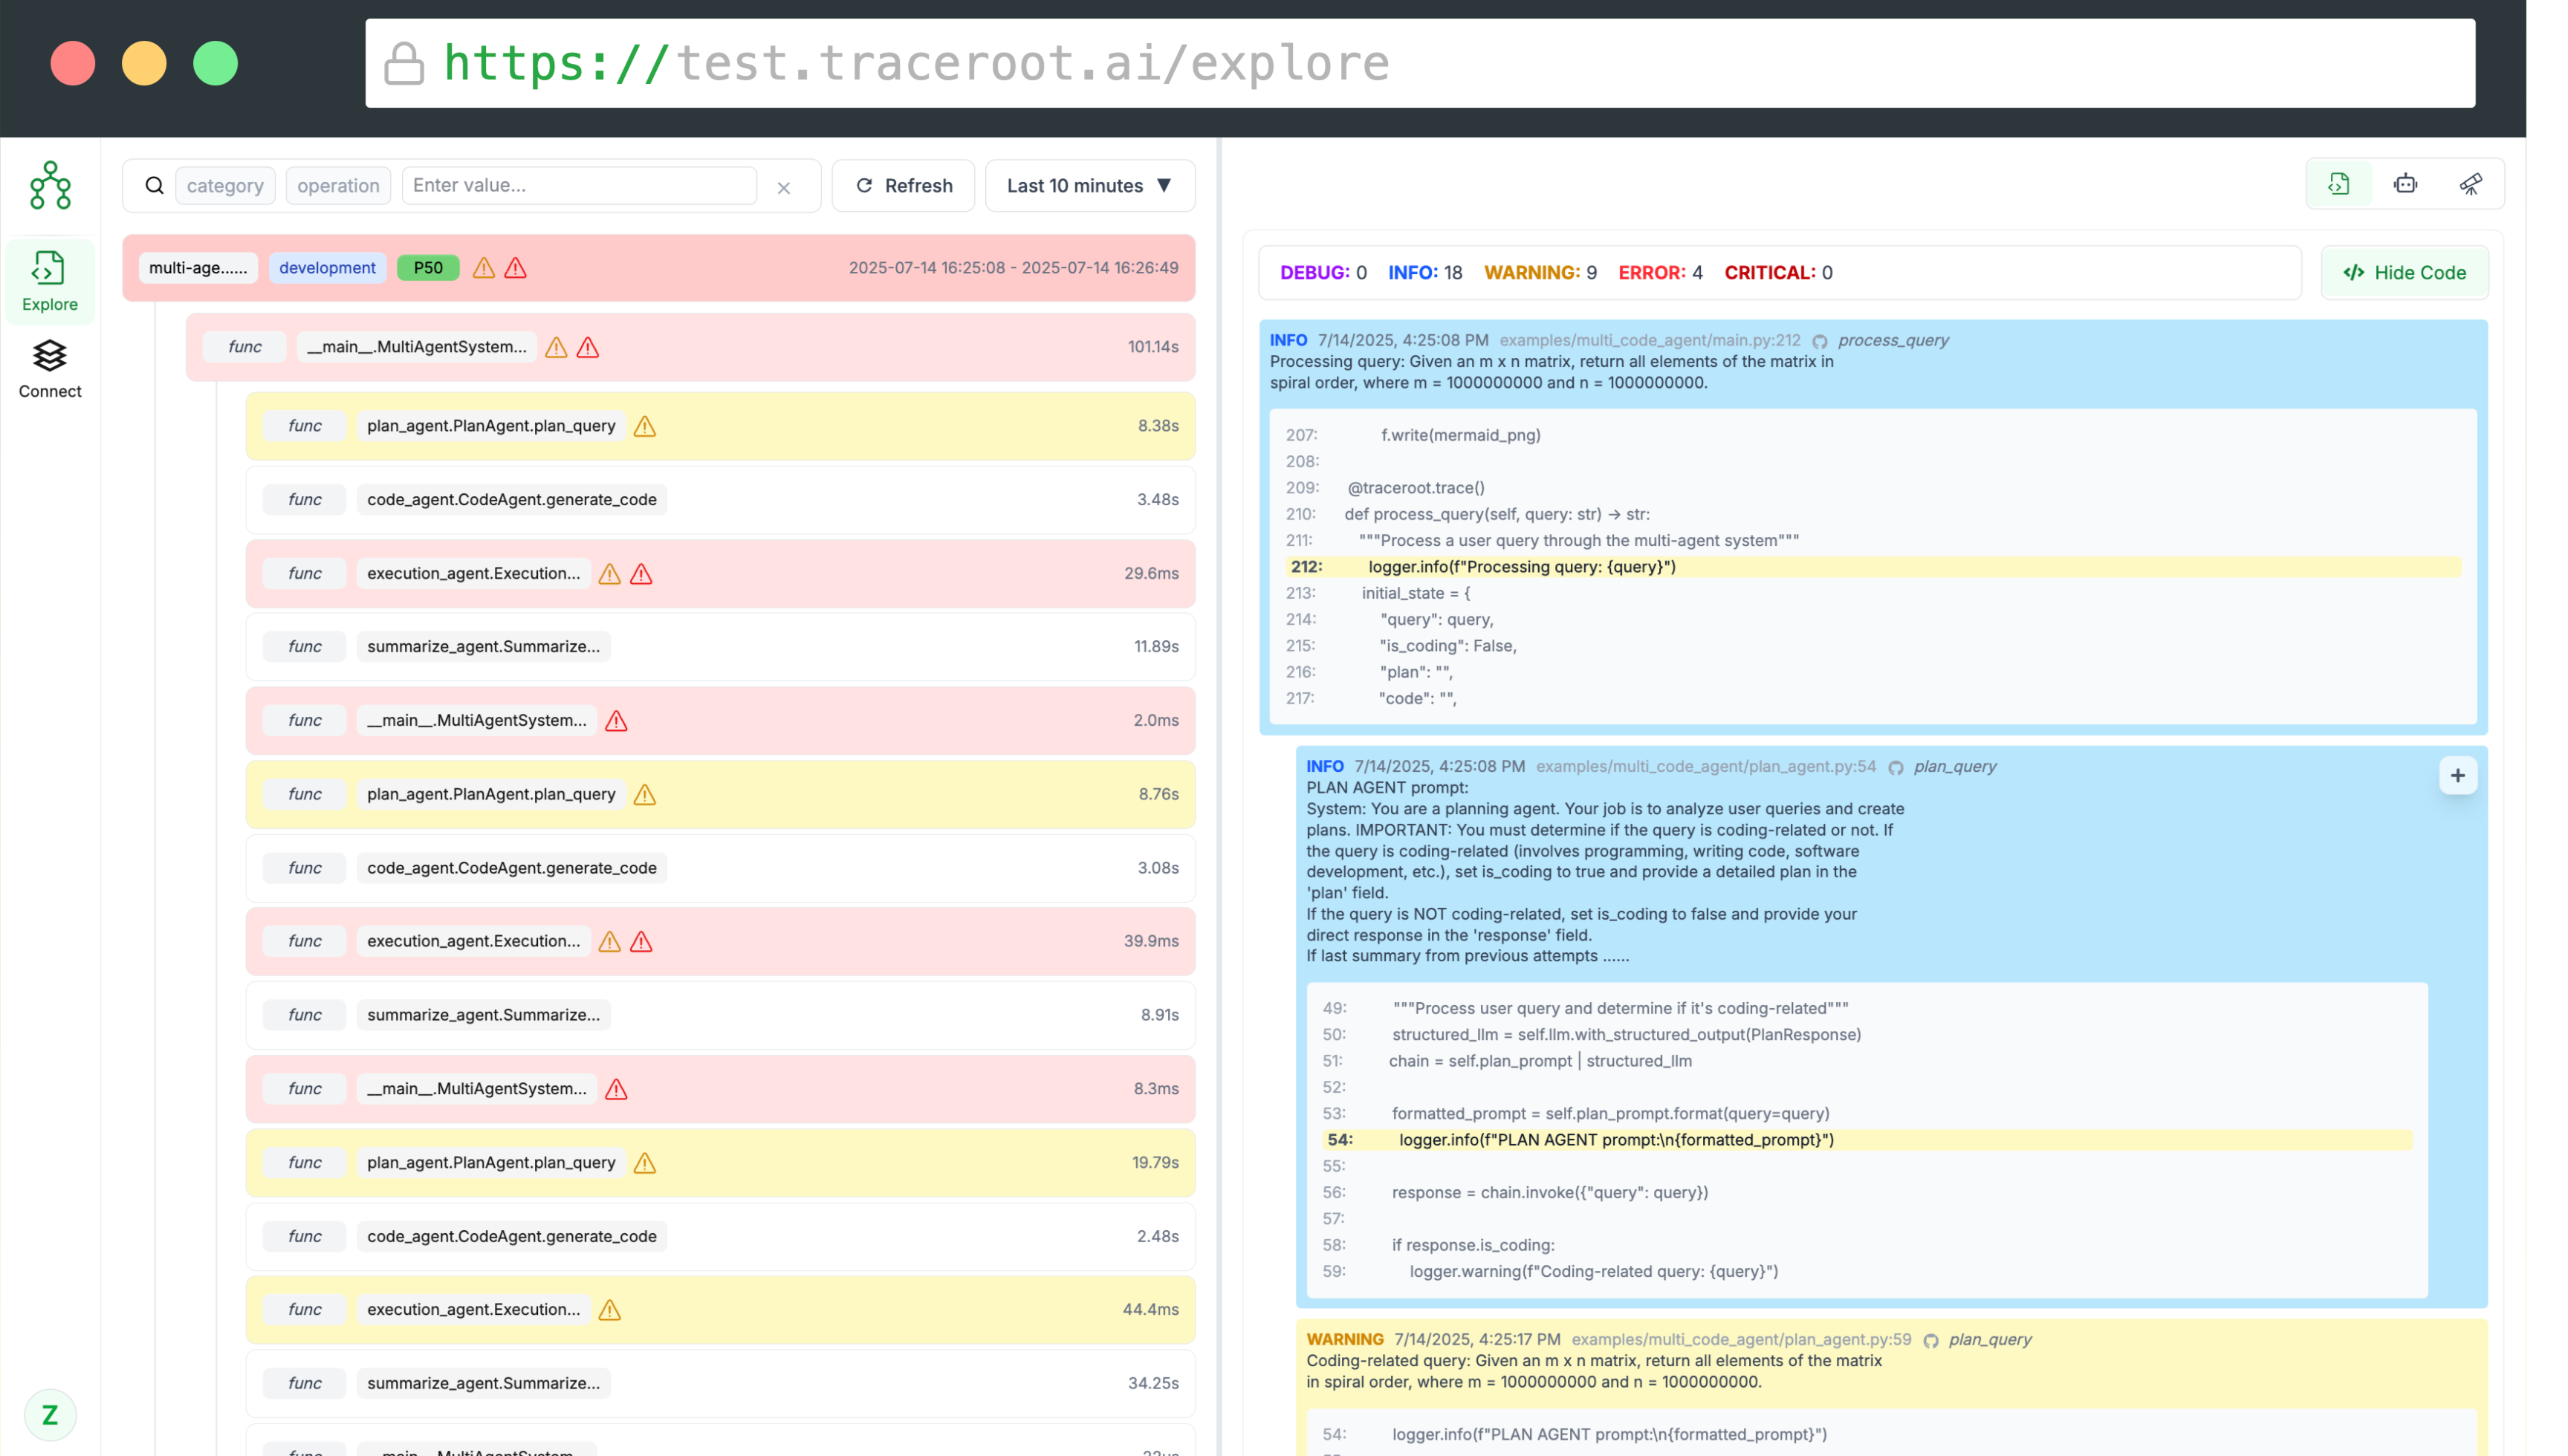 https://test.traceroot.ai/explore
Explore
Connect
Z
category operation Enter value... Refresh Last 10 minutes ▼
multi-age...... development P50 2025-07-14 16:25:08 - 2025-07-14 16:26:49
func __main__.MultiAgentSystem... 101.14s
func plan_agent.PlanAgent.plan_query 8.38s
func code_agent.CodeAgent.generate_code 3.48s
func execution_agent.Execution... 29.6ms
func summarize_agent.Summarize... 11.89s
func __main__.MultiAgentSystem... 2.0ms
func plan_agent.PlanAgent.plan_query 8.76s
func code_agent.CodeAgent.generate_code 3.08s
func execution_agent.Execution... 39.9ms
func summarize_agent.Summarize... 8.91s
func __main__.MultiAgentSystem... 8.3ms
func plan_agent.PlanAgent.plan_query 19.79s
func code_agent.CodeAgent.generate_code 2.48s
func execution_agent.Execution... 44.4ms
func summarize_agent.Summarize... 34.25s
DEBUG: 0 INFO: 18 WARNING: 9 ERROR: 4 CRITICAL: 0
</> Hide Code
INFO 7/14/2025, 4:25:08 PM examples/multi_code_agent/main.py:212 process_query
Processing query: Given an m x n matrix, return all elements of the matrix in
spiral order, where m = 1000000000 and n = 1000000000.
207: f.write(mermaid_png)
208:
209: @traceroot.trace()
210: def process_query(self, query: str) → str:
211: """Process a user query through the multi-agent system"""
212: logger.info(f"Processing query: {query}")
213: initial_state = {
214: "query": query,
215: "is_coding": False,
216: "plan": "",
217: "code": "",
INFO 7/14/2025, 4:25:08 PM examples/multi_code_agent/plan_agent.py:54 plan_query
+
PLAN AGENT prompt:
System: You are a planning agent. Your job is to analyze user queries and create
plans. IMPORTANT: You must determine if the query is coding-related or not. If
the query is coding-related (involves programming, writing code, software
development, etc.), set is_coding to true and provide a detailed plan in the
'plan' field.
If the query is NOT coding-related, set is_coding to false and provide your
direct response in the 'response' field.
If last summary from previous attempts ......
49: """Process user query and determine if it's coding-related"""
50: structured_llm = self.llm.with_structured_output(PlanResponse)
51: chain = self.plan_prompt | structured_llm
52:
53: formatted_prompt = self.plan_prompt.format(query=query)
54: logger.info(f"PLAN AGENT prompt:\n{formatted_prompt}")
55:
56: response = chain.invoke({"query": query})
57:
58: if response.is_coding:
59: logger.warning(f"Coding-related query: {query}")
WARNING 7/14/2025, 4:25:17 PM examples/multi_code_agent/plan_agent.py:59 plan_query
Coding-related query: Given an m x n matrix, return all elements of the matrix
in spiral order, where m = 1000000000 and n = 1000000000.
54: logger.info(f"PLAN AGENT prompt:\n{formatted_prompt}")